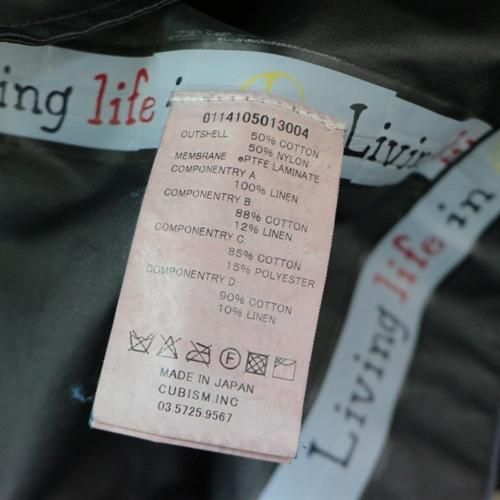 ing life i
Livin
0114105013004
OUTSHELL 50% COTTON
50% NYLON
MEMBRANE ePTFE LAMINATE
COMPONENTRY A:
100% LINEN
COMPONENTRY B:
88% COTTON
12% LINEN
COMPONENTRY C:
85% COTTON
15% POLYESTER
COMPONENTRY D:
90% COTTON
10% LINEN
MADE IN JAPAN
CUBISM.INC
03.5725.9567
Living life in